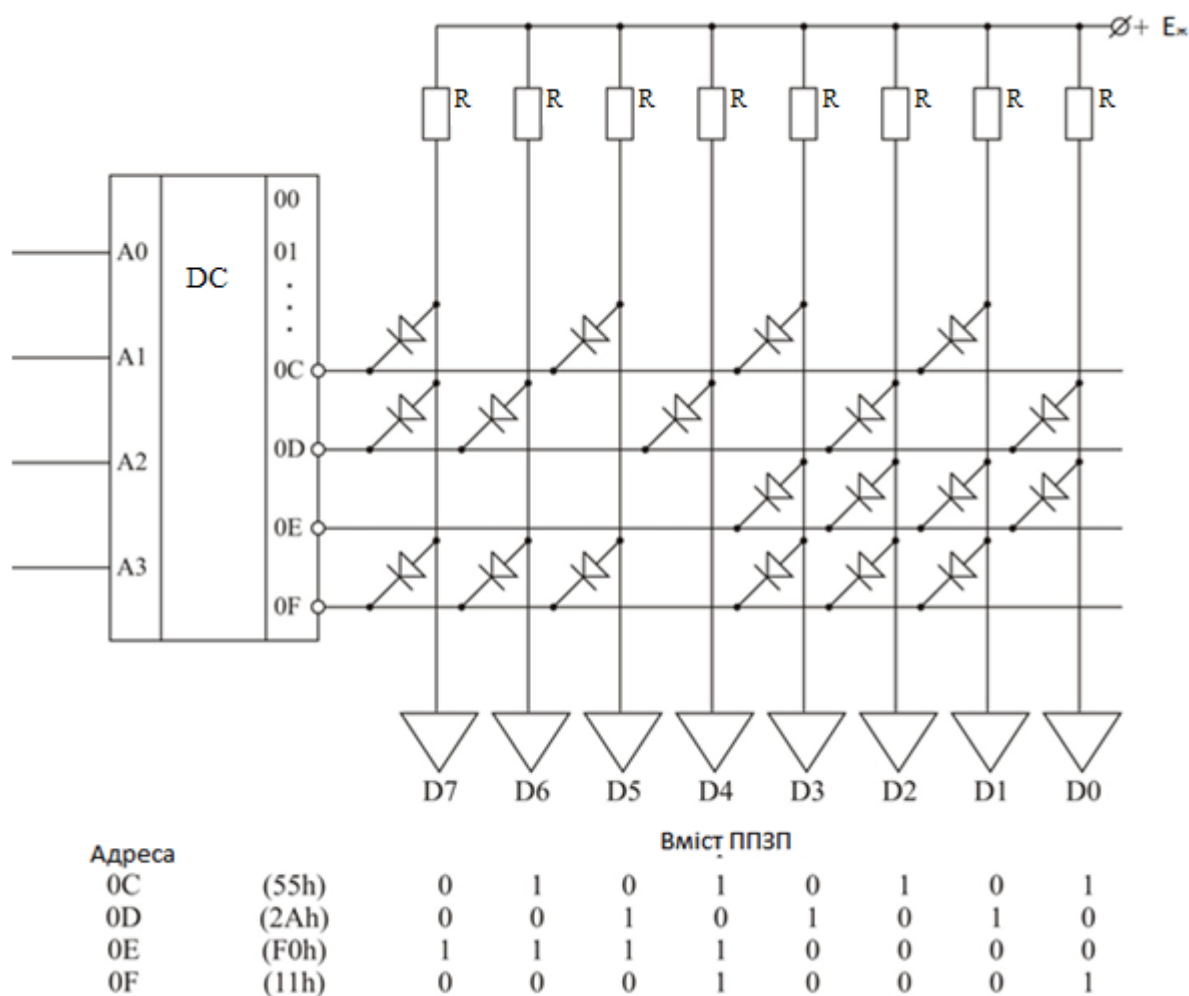 + Eж
R R R R R R R R
00
A0 01
DC
A1
0C
0D
A2
0E
A3
0F
D7 D6 D5 D4 D3 D2 D1 D0
Вміст ППЗП
Адреса
0C (55h) 0 1 0 1 0 1 0 1
0D (2Ah) 0 0 1 0 1 0 1 0
0E (F0h) 1 1 1 1 0 0 0 0
0F (11h) 0 0 0 1 0 0 0 1